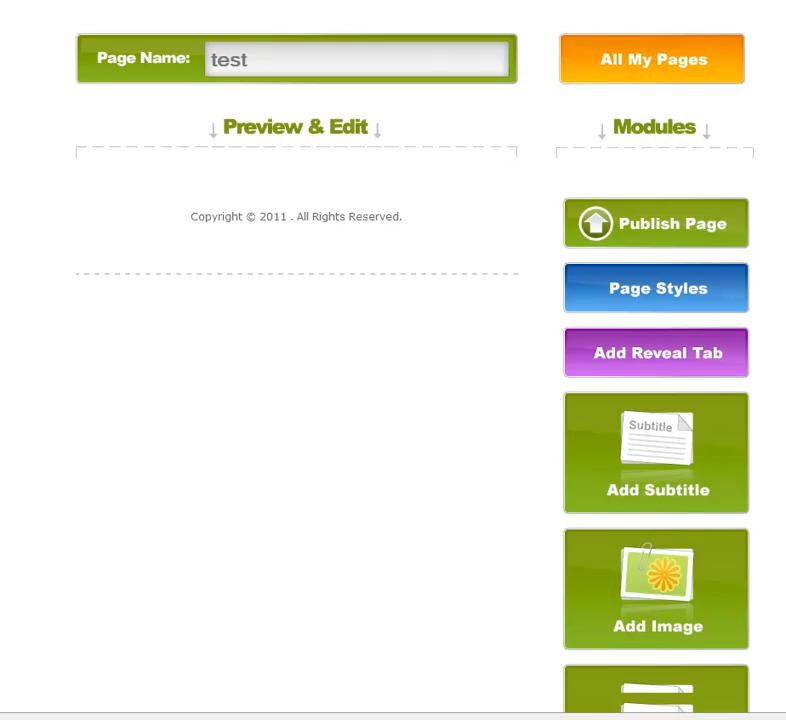 Page Name: test
All My Pages
Preview & Edit
Modules
Copyright © 2011 . All Rights Reserved.
Publish Page
Page Styles
Add Reveal Tab
Subtitle
Add Subtitle
Add Image